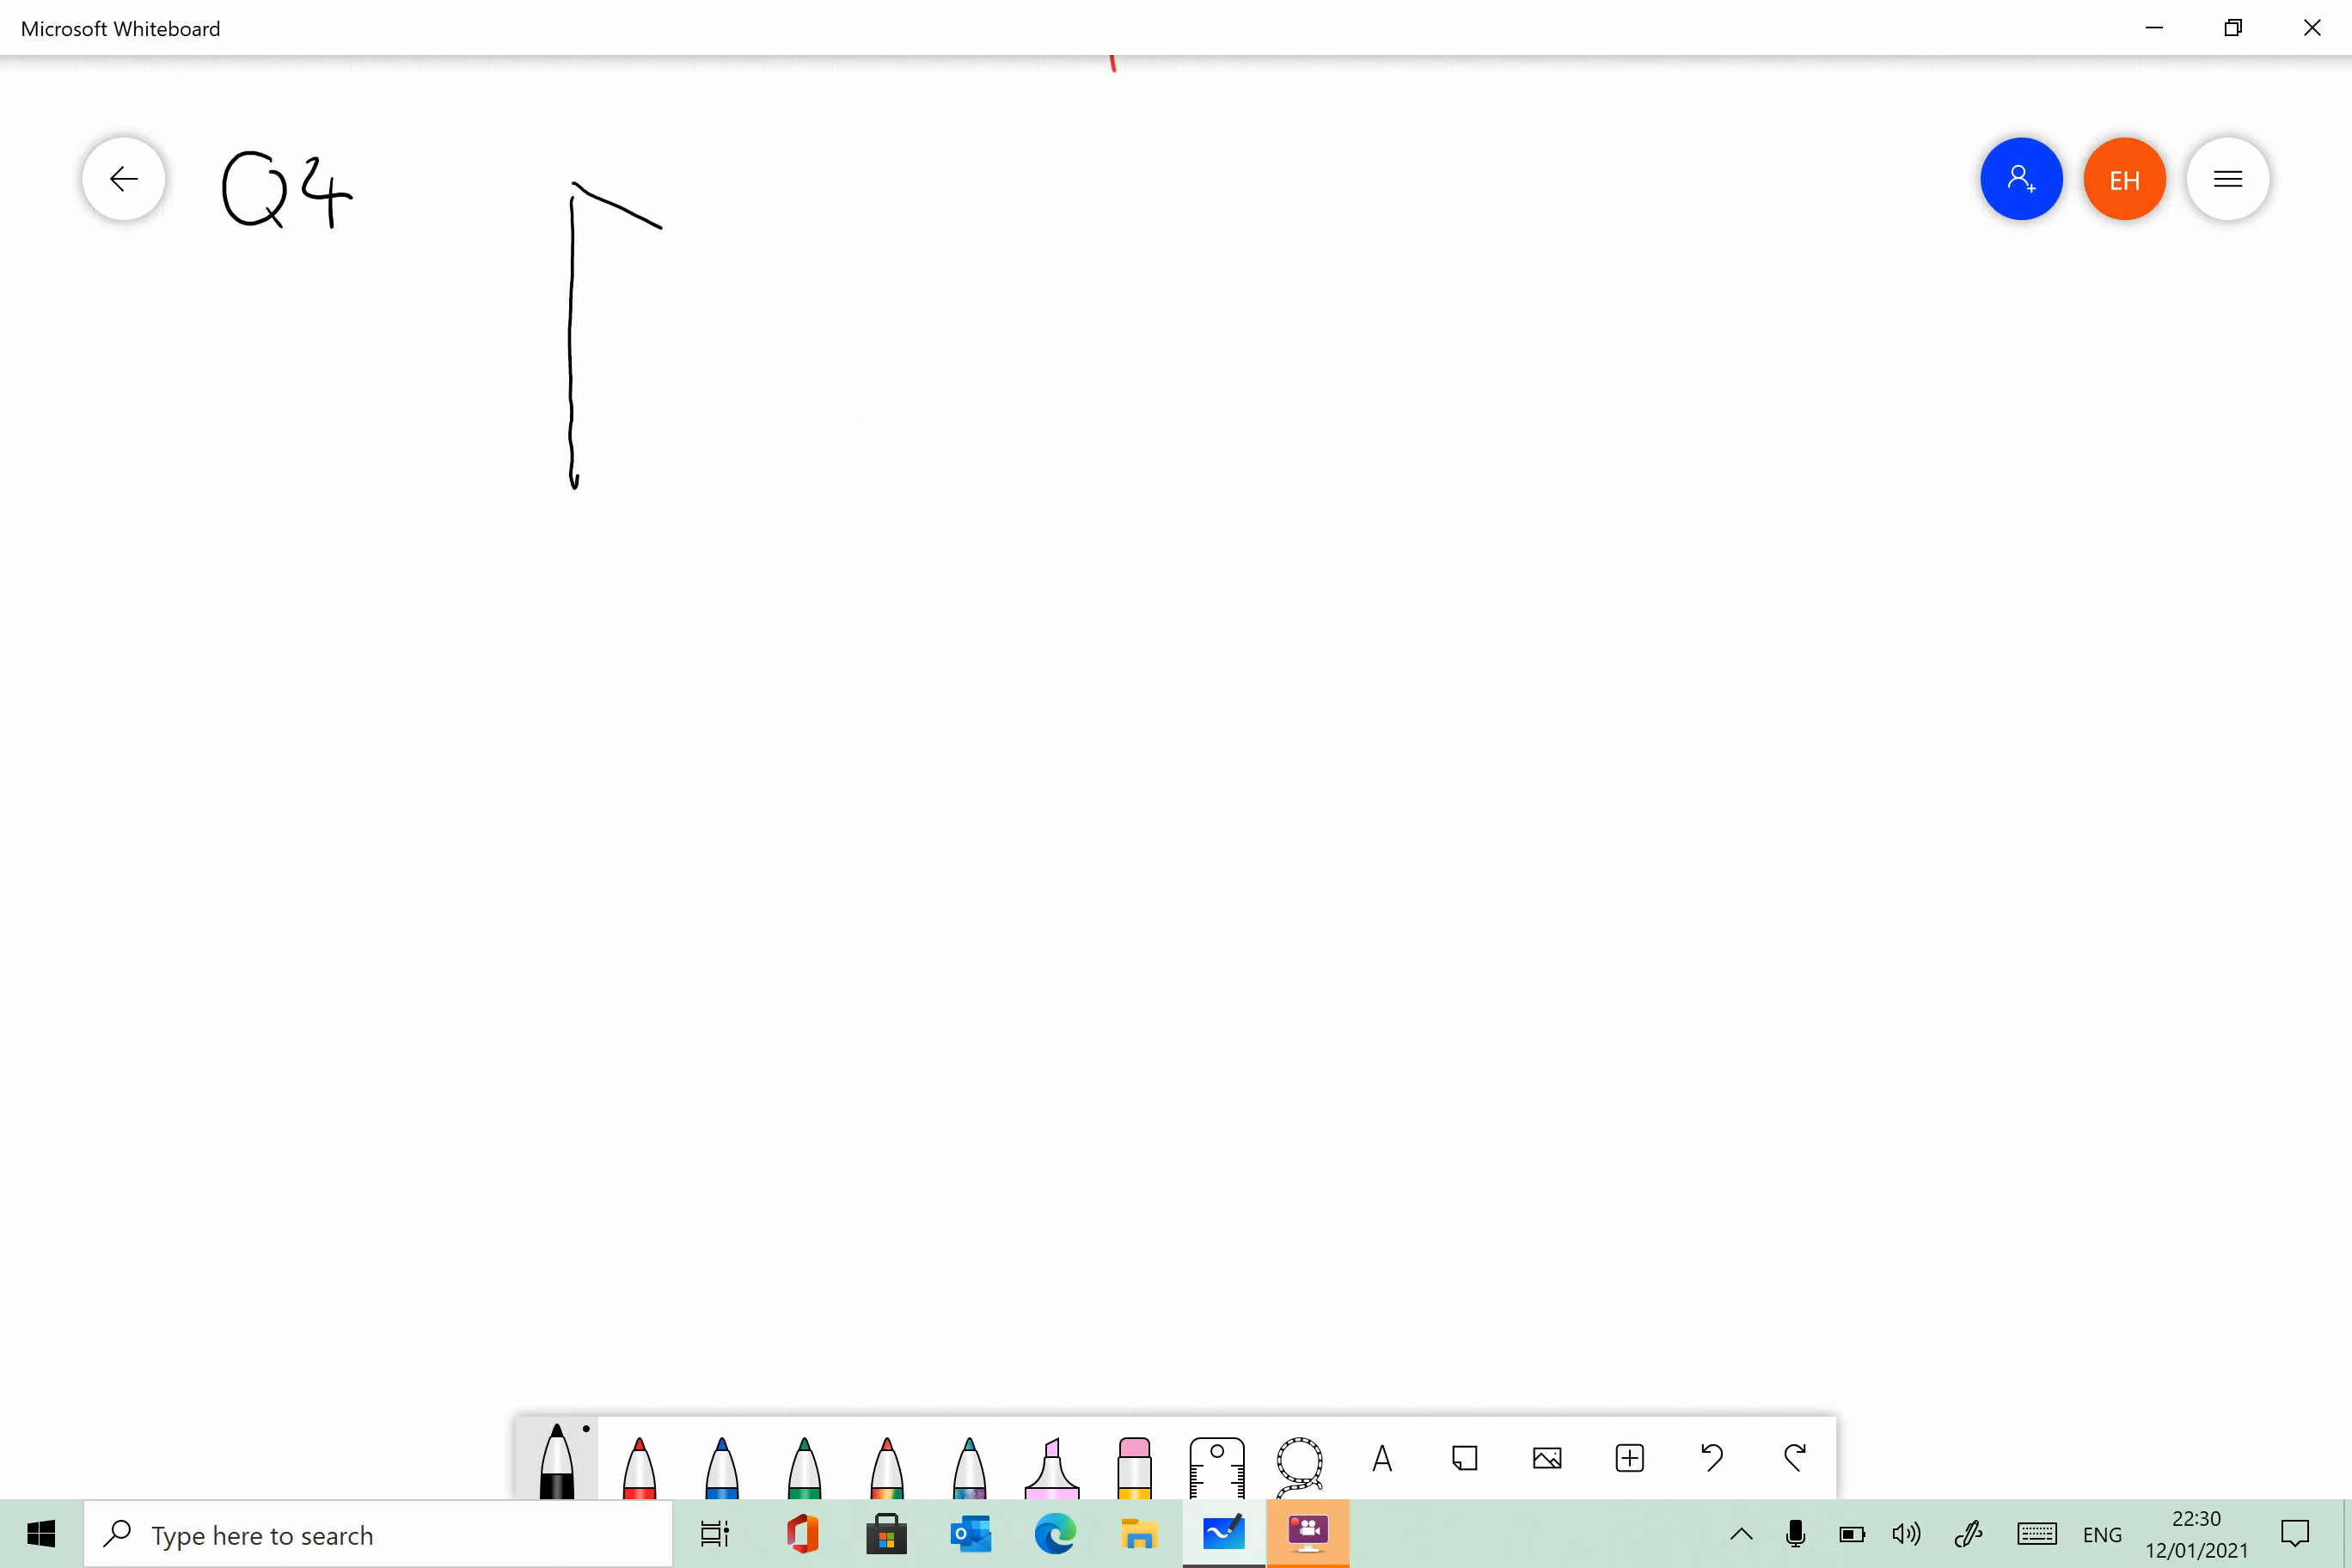 Microsoft Whiteboard
Q4
EH
A
Type here to search
ENG
22:30
12/01/2021